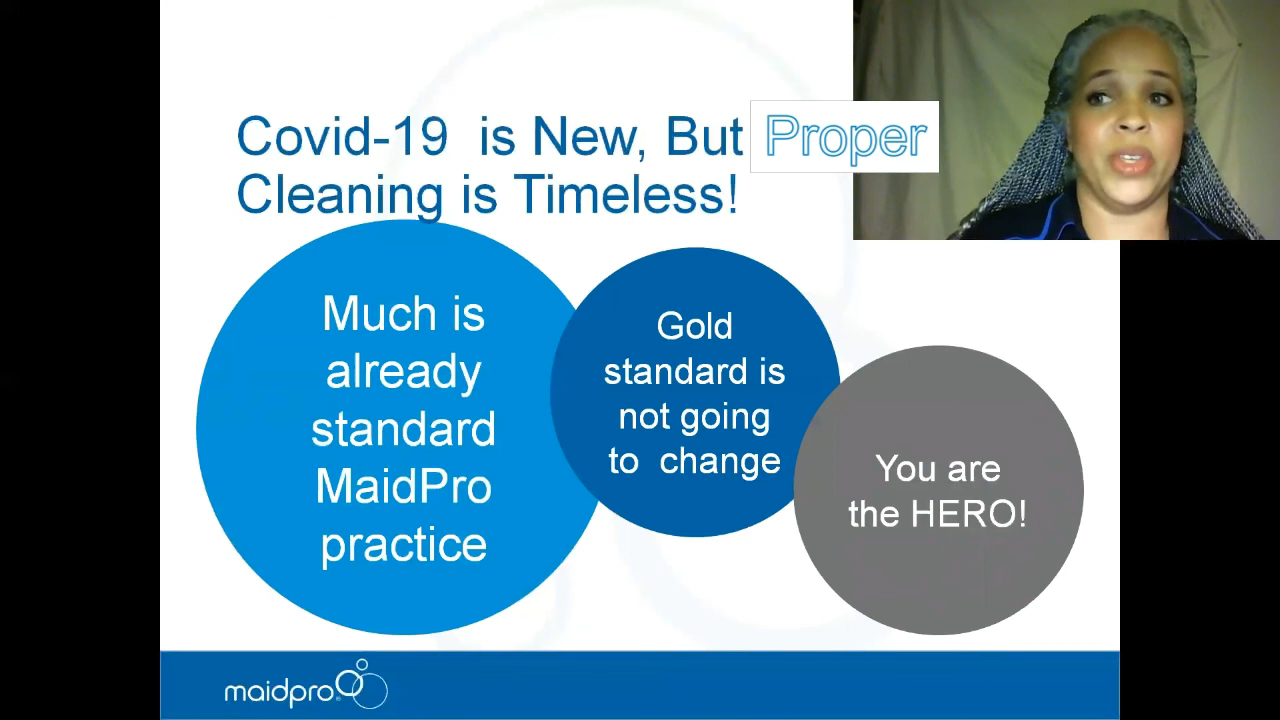 Covid-19 is New, But Proper
Cleaning is Timeless!
Much is
already
standard
MaidPro
practice
Gold
standard is
not going
to change
You are
the HERO!
maidpro